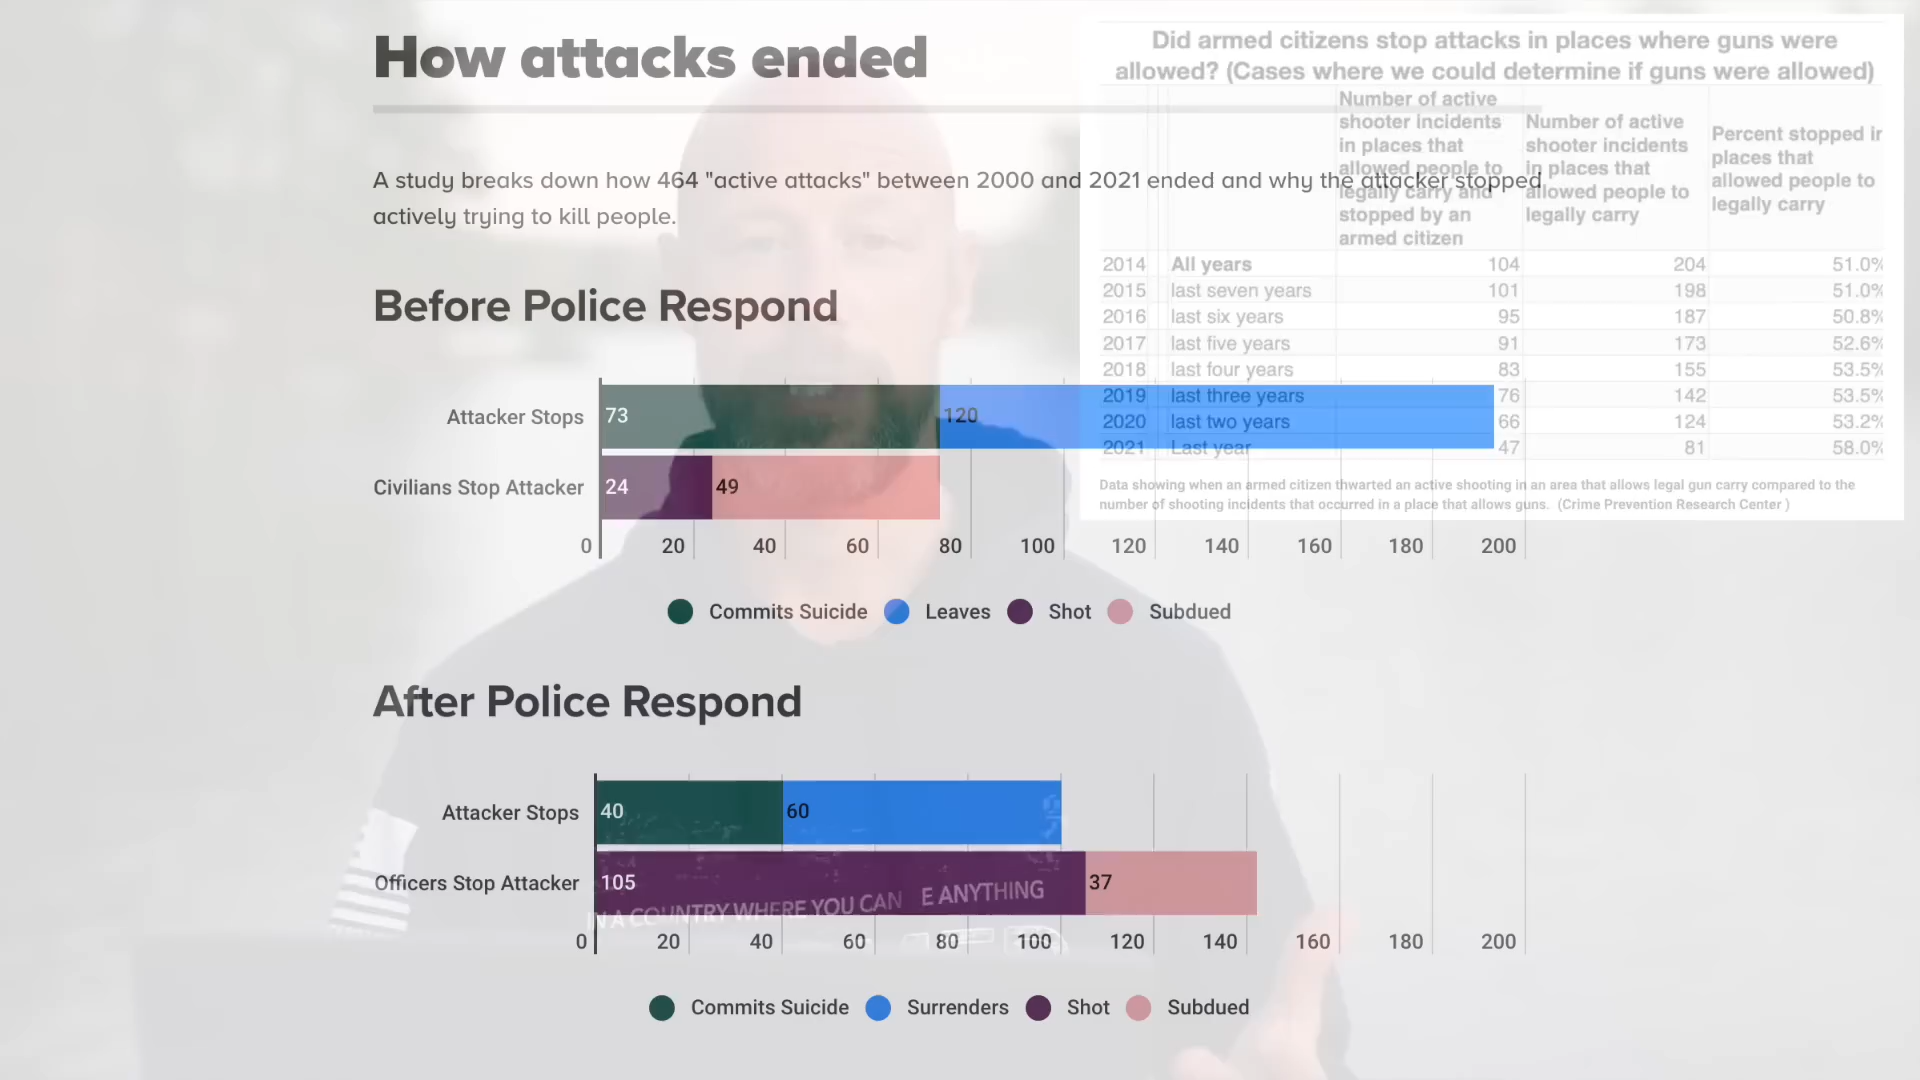 How attacks ended
A study breaks down how 464 "active attacks" between 2000 and 2021 ended and why the attacker stopped
actively trying to kill people.
Before Police Respond
Attacker Stops 73 120
Civilians Stop Attacker 24 49
0 20 40 60 80 100 120 140 160 180 200
Commits Suicide Leaves Shot Subdued
After Police Respond
Attacker Stops 40 60
Officers Stop Attacker 105 37
0 20 40 60 80 100 120 140 160 180 200
Commits Suicide Surrenders Shot Subdued
Did armed citizens stop attacks in places where guns were
allowed? (Cases where we could determine if guns were allowed)
Number of active
shooter incidents
in places that
allowed people to
legally carry and
stopped by an
armed citizen
Number of active
shooter incidents
in places that
allowed people to
legally carry
Percent stopped in
places that
allowed people to
legally carry
2014 All years 104 204 51.0%
2015 last seven years 101 198 51.0%
2016 last six years 95 187 50.8%
2017 last five years 91 173 52.6%
2018 last four years 83 155 53.5%
2019 last three years 76 142 53.5%
2020 last two years 66 124 53.2%
2021 Last year 47 81 58.0%
Data showing when an armed citizen thwarted an active shooting in an area that allows legal gun carry compared to the
number of shooting incidents that occurred in a place that allows guns. (Crime Prevention Research Center )
IN A COUNTRY WHERE YOU CAN E ANYTHING